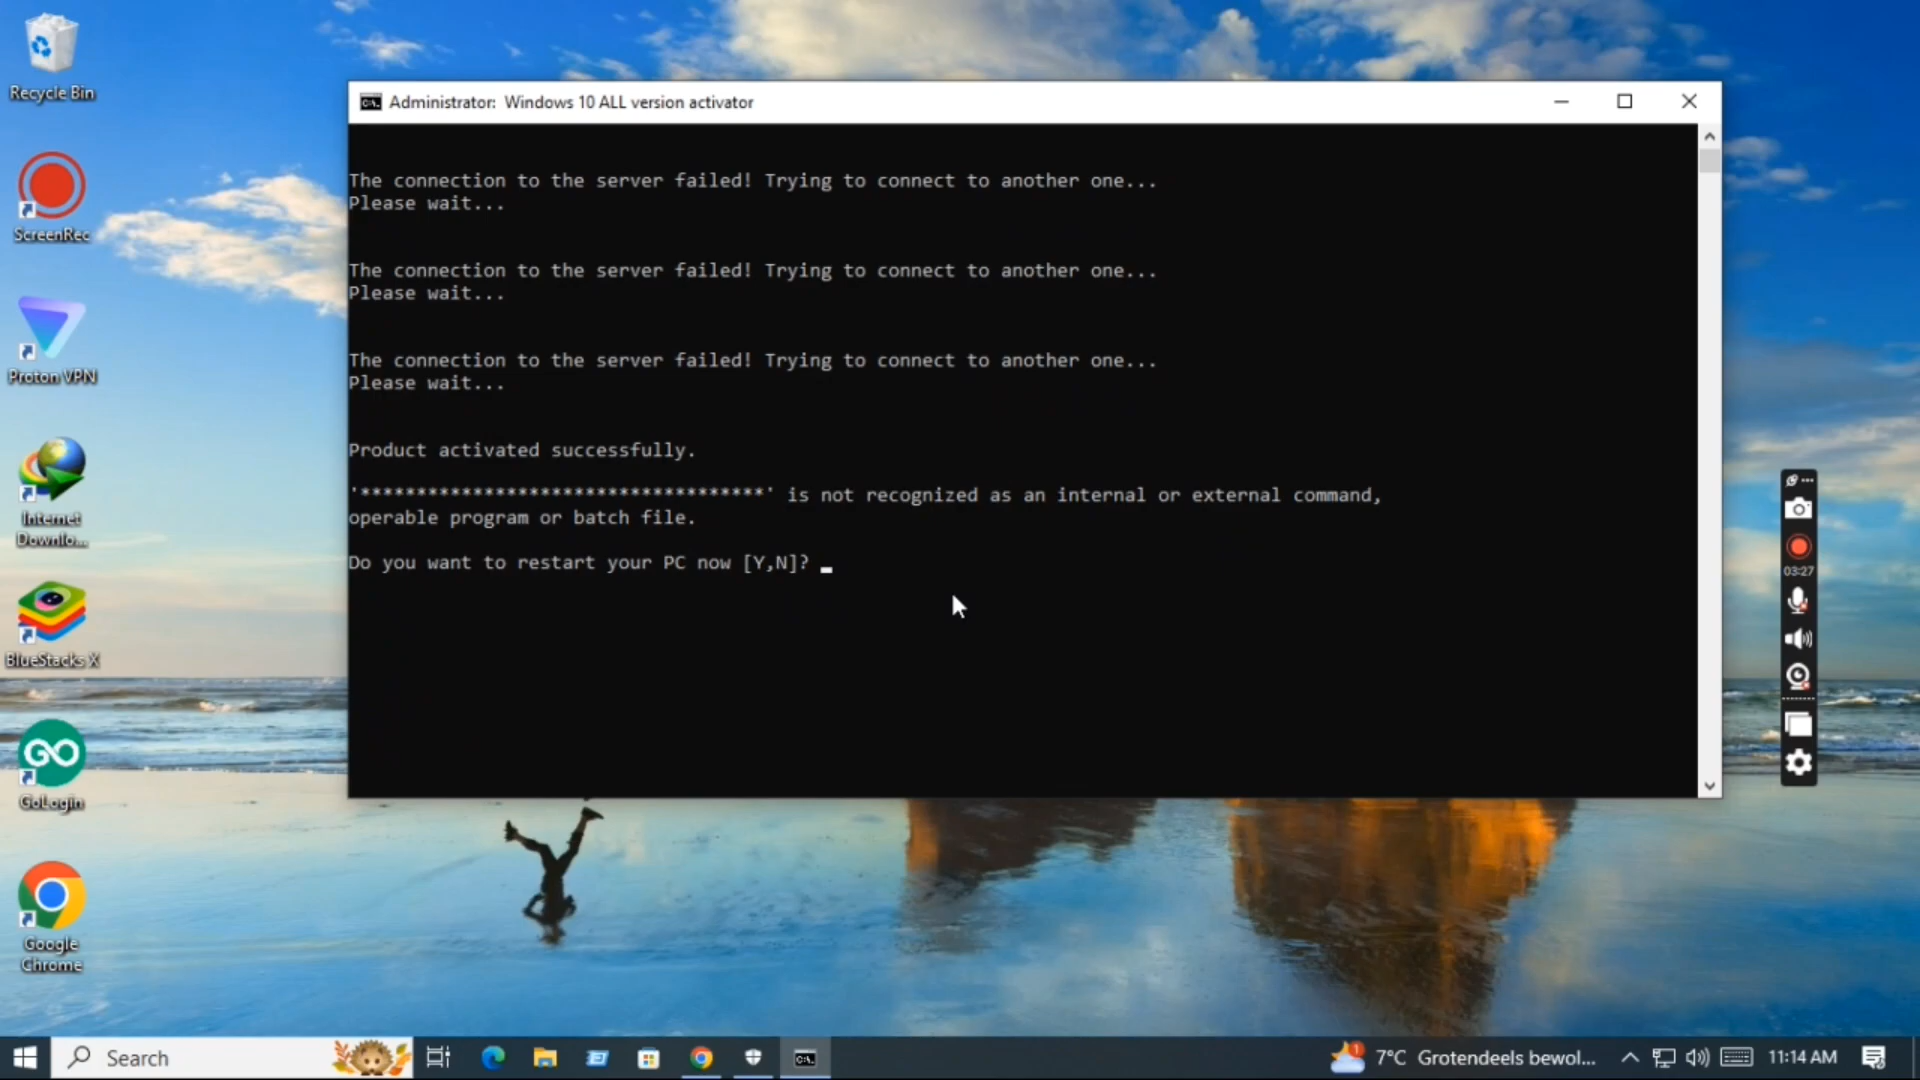 Recycle Bin
ScreenRec
Proton VPN
Internet
Downlo...
BlueStacks X
GO
GoLogin
Google
Chrome
Administrator: Windows 10 ALL version activator
The connection to the server failed! Trying to connect to another one...
Please wait...
The connection to the server failed! Trying to connect to another one...
Please wait...
The connection to the server failed! Trying to connect to another one...
Please wait...
Product activated successfully.
'************************************' is not recognized as an internal or external command,
operable program or batch file.
Do you want to restart your PC now [Y,N]?
03:27
Search
1
7°C Grotendeels bewol...
11:14 AM